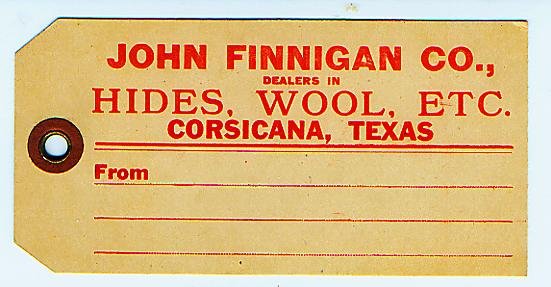 JOHN FINNIGAN CO.,
DEALERS IN
HIDES, WOOL, ETC.
CORSICANA, TEXAS
From